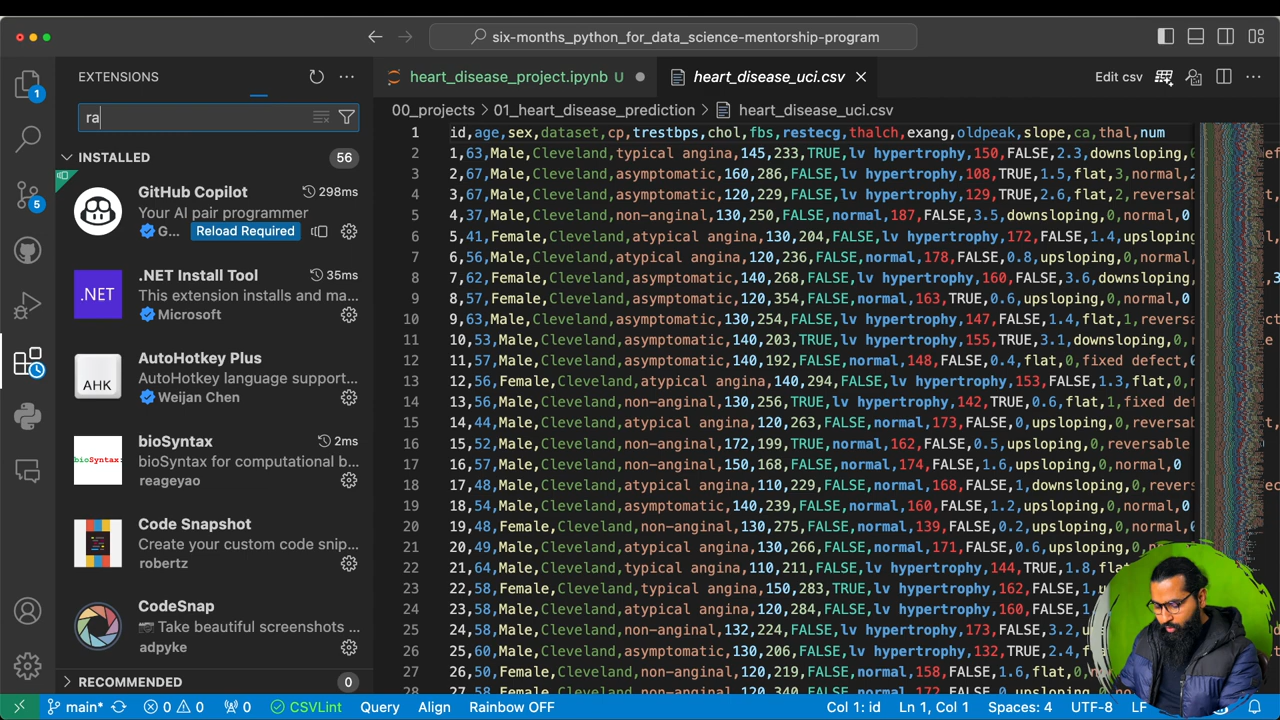 six-months_python_for_data_science-mentorship-program
EXTENSIONS
ra
INSTALLED 56
GitHub Copilot 298ms
Your AI pair programmer
G... Reload Required
.NET
.NET Install Tool 35ms
This extension installs and ma...
Microsoft
AHK
AutoHotkey Plus
AutoHotkey language support...
Weijan Chen
bioSyntax:
bioSyntax 2ms
bioSyntax for computational b...
reageyao
Code Snapshot
Create your custom code snip...
robertz
CodeSnap
Take beautiful screenshots ...
adpyke
RECOMMENDED 0
1
5
heart_disease_project.ipynb U
heart_disease_uci.csv
Edit csv
00_projects > 01_heart_disease_prediction > heart_disease_uci.csv
1 id,age,sex,dataset,cp,trestbps,chol,fbs,restecg,thalch,exang,oldpeak,slope,ca,thal,num
2 1,63,Male,Cleveland,typical angina,145,233,TRUE,lv hypertrophy,150,FALSE,2.3,downsloping,
3 2,67,Male,Cleveland,asymptomatic,160,286,FALSE,lv hypertrophy,108,TRUE,1.5,flat,3,normal,
4 3,67,Male,Cleveland,asymptomatic,120,229,FALSE,lv hypertrophy,129,TRUE,2.6,flat,2,reversab
5 4,37,Male,Cleveland,non-anginal,130,250,FALSE,normal,187,FALSE,3.5,downsloping,0,normal,0
6 5,41,Female,Cleveland,atypical angina,130,204,FALSE,lv hypertrophy,172,FALSE,1.4,upsloping
7 6,56,Male,Cleveland,atypical angina,120,236,FALSE,normal,178,FALSE,0.8,upsloping,0,normal,
8 7,62,Female,Cleveland,asymptomatic,140,268,FALSE,lv hypertrophy,160,FALSE,3.6,downsloping,
9 8,57,Female,Cleveland,asymptomatic,120,354,FALSE,normal,163,TRUE,0.6,upsloping,0,normal,0
10 9,63,Male,Cleveland,asymptomatic,130,254,FALSE,lv hypertrophy,147,FALSE,1.4,flat,1,reversa
11 10,53,Male,Cleveland,asymptomatic,140,203,TRUE,lv hypertrophy,155,TRUE,3.1,downsloping,0,
12 11,57,Male,Cleveland,asymptomatic,140,192,FALSE,normal,148,FALSE,0.4,flat,0,fixed defect,
13 12,56,Female,Cleveland,atypical angina,140,294,FALSE,lv hypertrophy,153,FALSE,1.3,flat,0,n
14 13,56,Male,Cleveland,non-anginal,130,256,TRUE,lv hypertrophy,142,TRUE,0.6,flat,1,fixed def
15 14,44,Male,Cleveland,atypical angina,120,263,FALSE,normal,173,FALSE,0,upsloping,0,
16 15,52,Male,Cleveland,non-anginal,172,199,TRUE,normal,162,FALSE,0.5,upsloping,0,reversable
17 16,57,Male,Cleveland,non-anginal,150,168,FALSE,normal,174,FALSE,1.6,upsloping,0,normal,0
18 17,48,Male,Cleveland,atypical angina,110,229,FALSE,normal,168,FALSE,1,downsloping,0,revers
19 18,54,Male,Cleveland,asymptomatic,140,239,FALSE,normal,160,FALSE,1.2,upsloping,0,normal,0
20 19,48,Female,Cleveland,non-anginal,130,275,FALSE,normal,139,FALSE,0.2,upsloping,0,normal,
21 20,49,Male,Cleveland,atypical angina,130,266,FALSE,normal,171,FALSE,0.6,upsloping,0,
22 21,64,Male,Cleveland,typical angina,110,211,FALSE,lv hypertrophy,144,TRUE,1.8,
23 22,58,Female,Cleveland,typical angina,150,283,TRUE,lv hypertrophy,162,FALSE,1,
24 23,58,Male,Cleveland,atypical angina,120,284,FALSE,lv hypertrophy,160,
25 24,58,Male,Cleveland,non-anginal,132,224,FALSE,lv hypertrophy,173,FALSE,3.2,
26 25,60,Male,Cleveland,asymptomatic,130,206,FALSE,lv hypertrophy,132,TRUE,2.4,
27 26,50,Female,Cleveland,non-anginal,120,219,FALSE,normal,158,FALSE,1.6,
28 27,58,Female,Cleveland,non-anginal,120,340,FALSE,normal,172,FALSE,0,
main* 0 0 0 CSVLint Query Align Rainbow OFF Col 1: id Ln 1, Col 1 Spaces: 4 UTF-8 LF